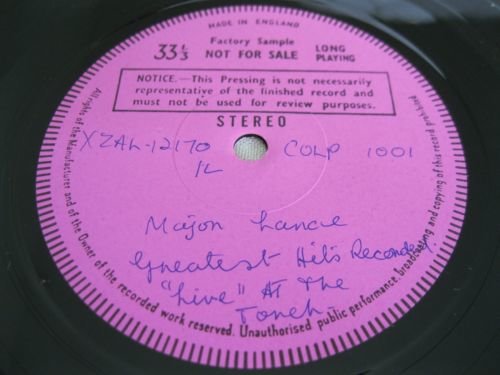 MADE IN ENGLAND
33⅓ Factory Sample NOT FOR SALE LONG PLAYING
NOTICE.—This Pressing is not necessarily
representative of the finished record and
must not be used for review purposes.
STEREO
XZAL-12170 COLP 1001
1L
Major Lance
Greatest Hits Recorded
"Live" At The
Torch.
All rights of the Manufacturer and of the Owner of the recorded work reserved. Unauthorised public performance, broadcasting and copying of this record prohibited